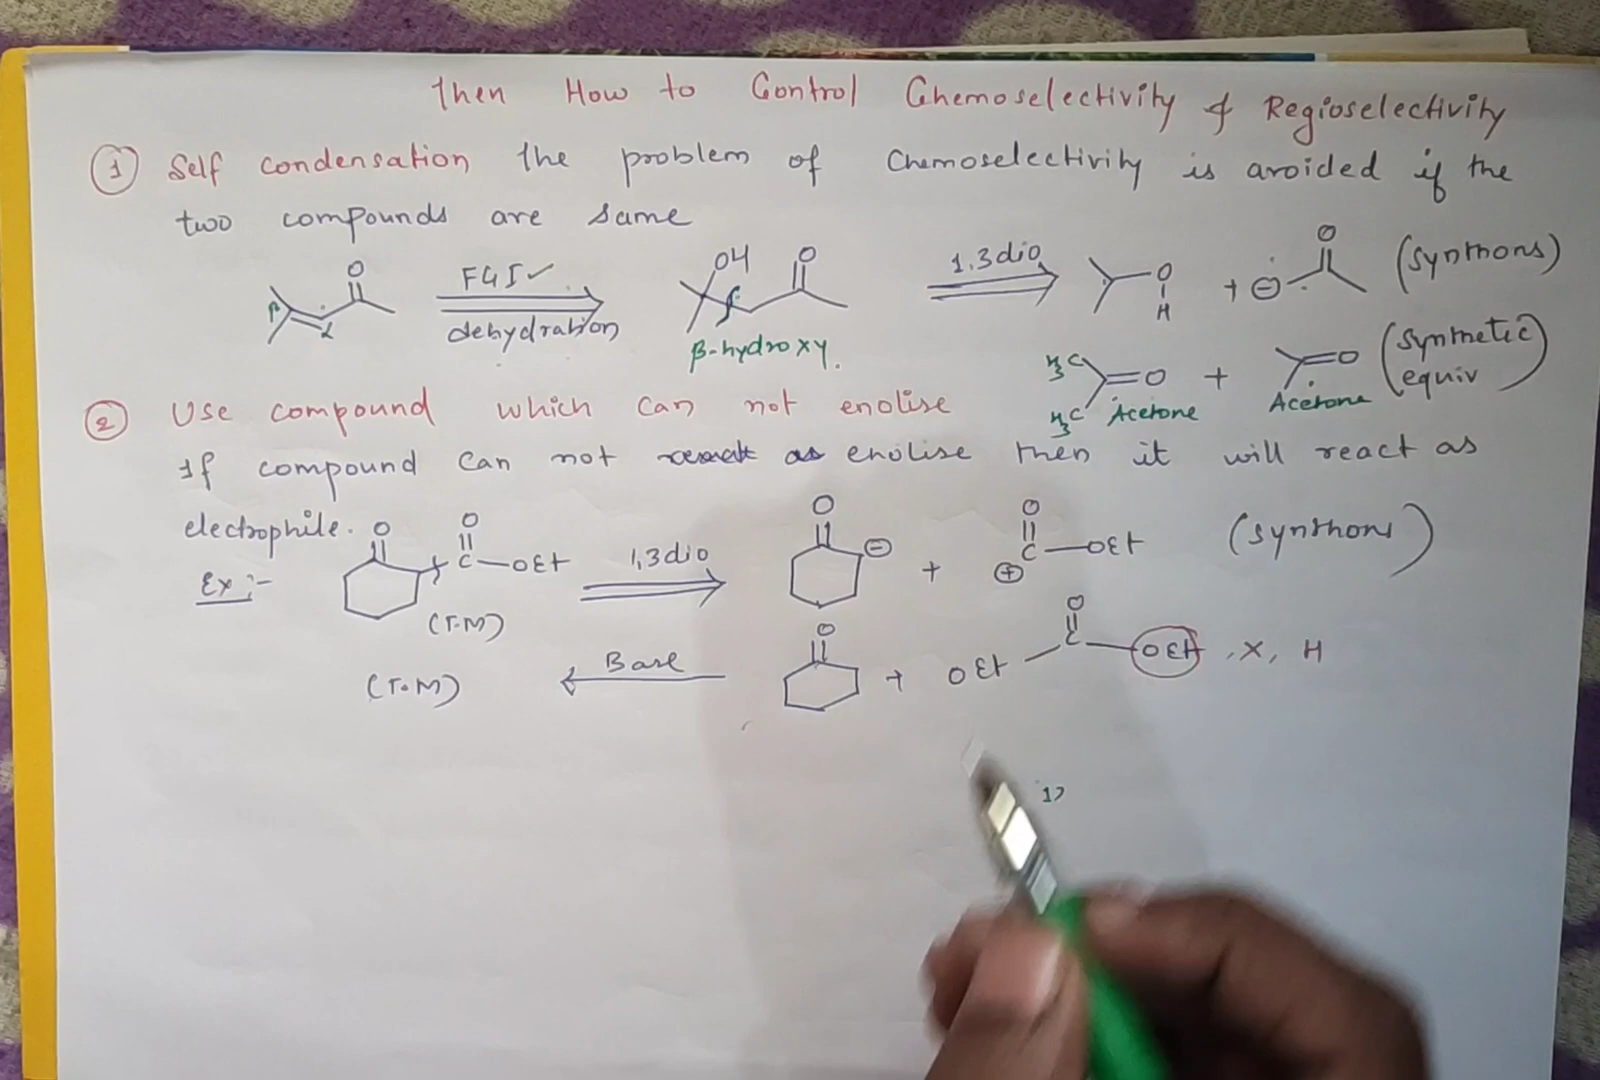 then How to Control Chemoselectivity & Regioselectivity
① Self condensation the problem of Chemoselectivity is avoided if the
two compounds are same
O FGI✓ OH O 1,3 dio O H + ⊖ O (Synthons)
β α dehydration β-hydroxy.
H3C H3C O Acetone + O Acetone (Synthetic equiv)
② Use compound which can not enolise
If compound can not as enolise then it will react as
electrophile.
Ex:- O O C-OEt (T.M) 1,3 dio O ⊖ + O C ⊕ -OEt (Synthons)
(T.M) Base O + OEt O C OEt , X, H
1)